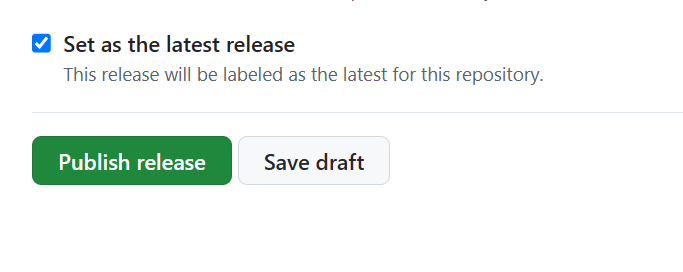 Set as the latest release
This release will be labeled as the latest for this repository.
Publish release
Save draft